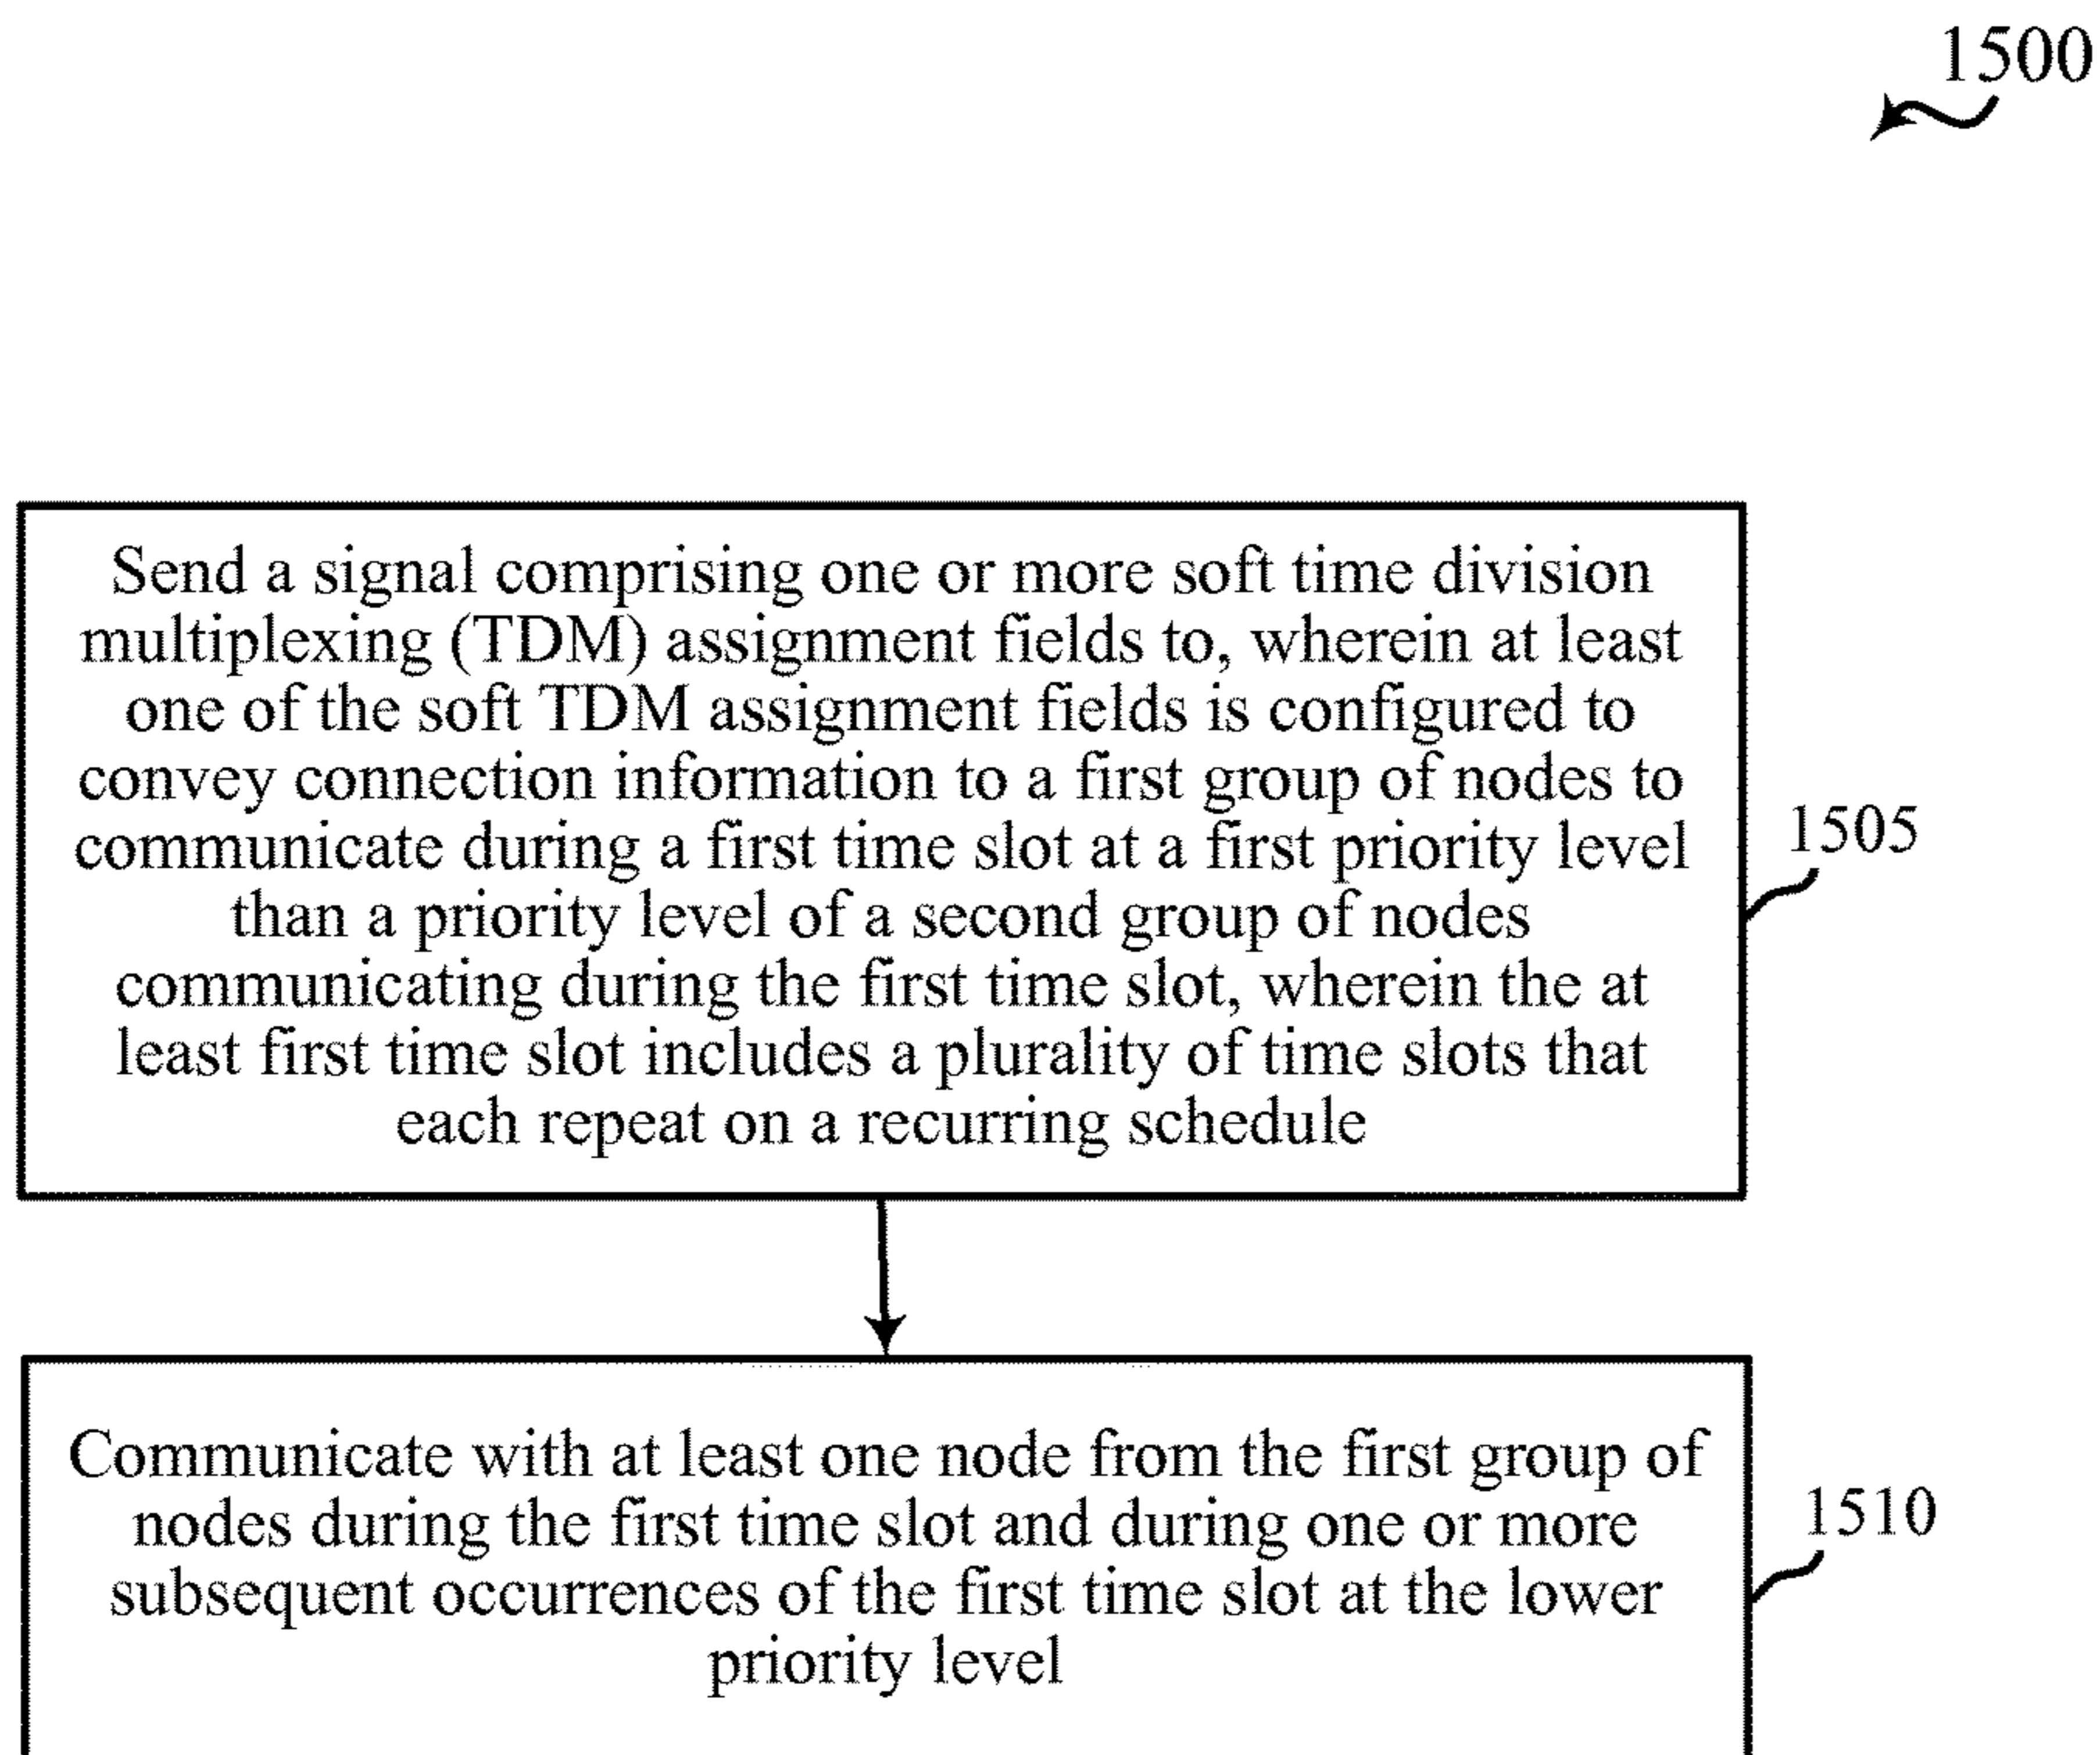 1500
Send a signal comprising one or more soft time division
multiplexing (TDM) assignment fields to, wherein at least
one of the soft TDM assignment fields is configured to
convey connection information to a first group of nodes to
communicate during a first time slot at a first priority level
than a priority level of a second group of nodes
communicating during the first time slot, wherein the at
least first time slot includes a plurality of time slots that
each repeat on a recurring schedule
1505
Communicate with at least one node from the first group of
nodes during the first time slot and during one or more
subsequent occurrences of the first time slot at the lower
priority level
1510